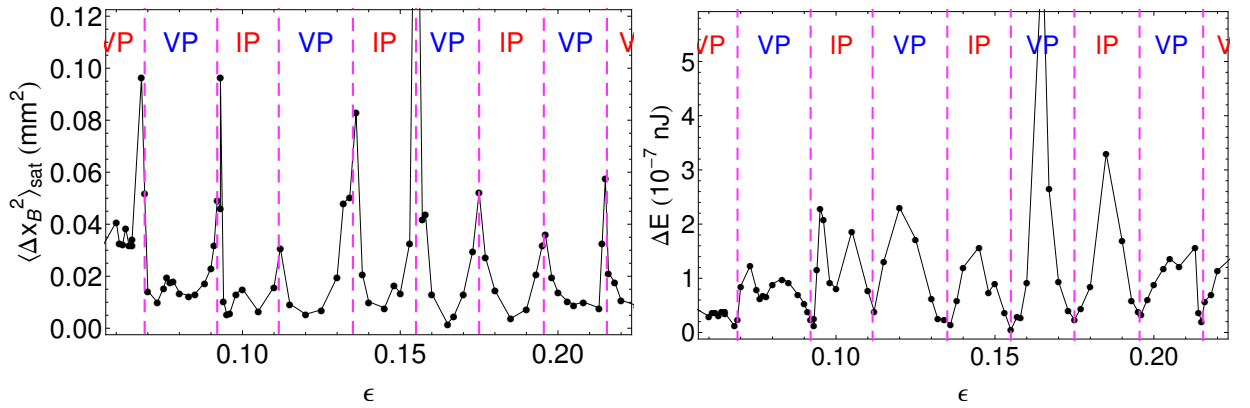 VP VP IP VP IP VP IP VP V
0.12
0.10
0.08
0.06
0.04
0.02
0.00
⟨Δx_B^2⟩_sat (mm^2)
0.10 0.15 0.20
ϵ
VP VP IP VP IP VP IP VP V
5
4
3
2
1
0
ΔE (10^-7 nJ)
0.10 0.15 0.20
ϵ